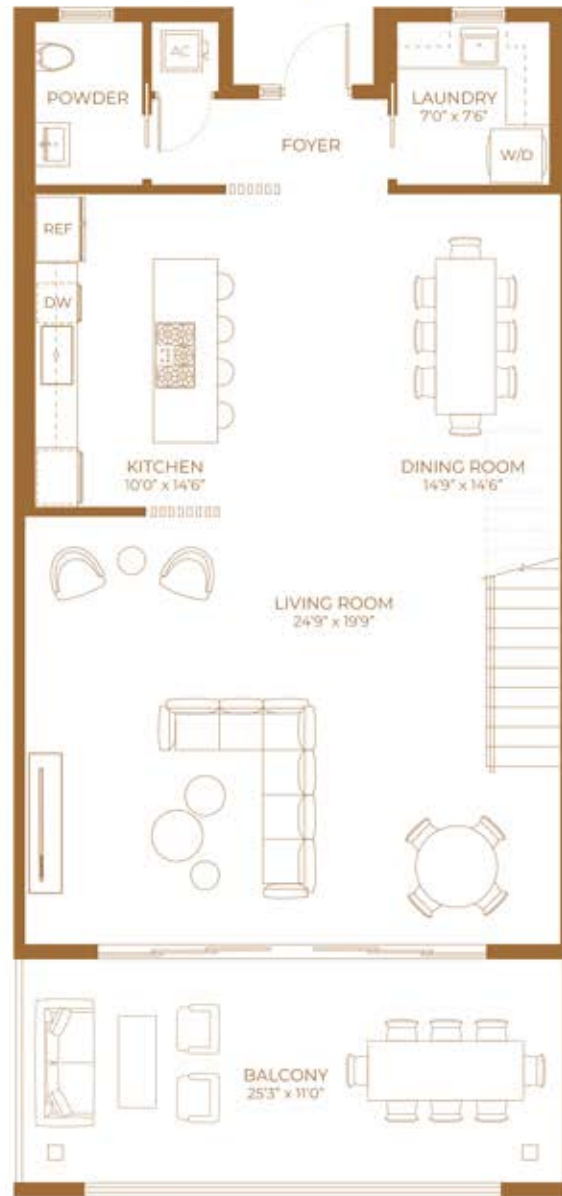 AC
POWDER
LAUNDRY
7'0" x 7'6"
FOYER
W/D
REF
DW
KITCHEN
10'0" x 14'6"
DINING ROOM
14'9" x 14'6"
LIVING ROOM
24'9" x 19'9"
BALCONY
25'3" x 11'0"